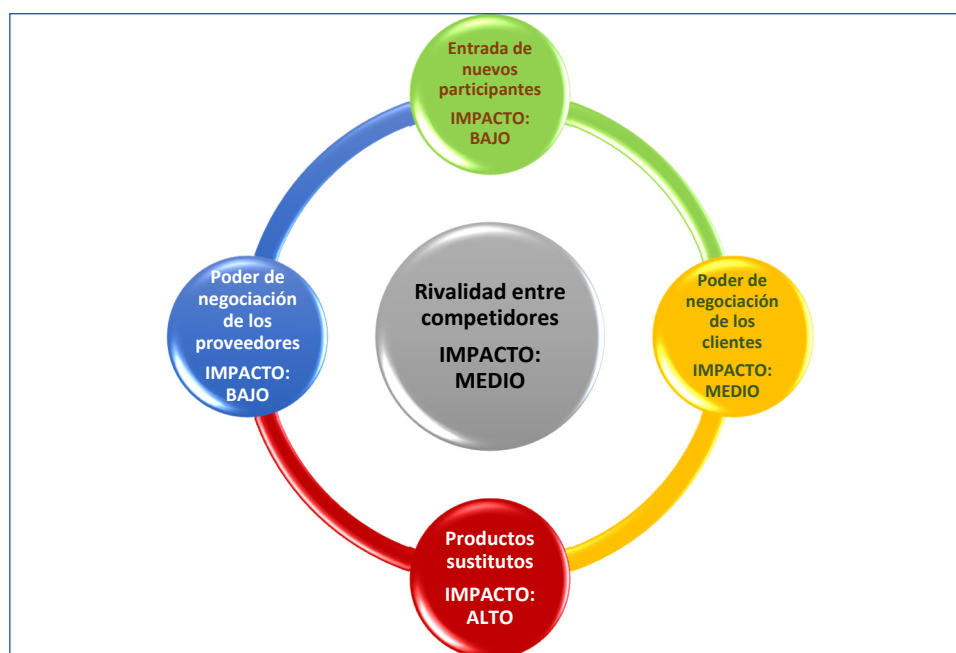 Entrada de
nuevos
participantes
IMPACTO:
BAJO
Poder de
negociación
de los
proveedores
IMPACTO:
BAJO
Rivalidad entre
competidores
IMPACTO:
MEDIO
Poder de
negociación
de los
clientes
IMPACTO:
MEDIO
Productos
sustitutos
IMPACTO:
ALTO